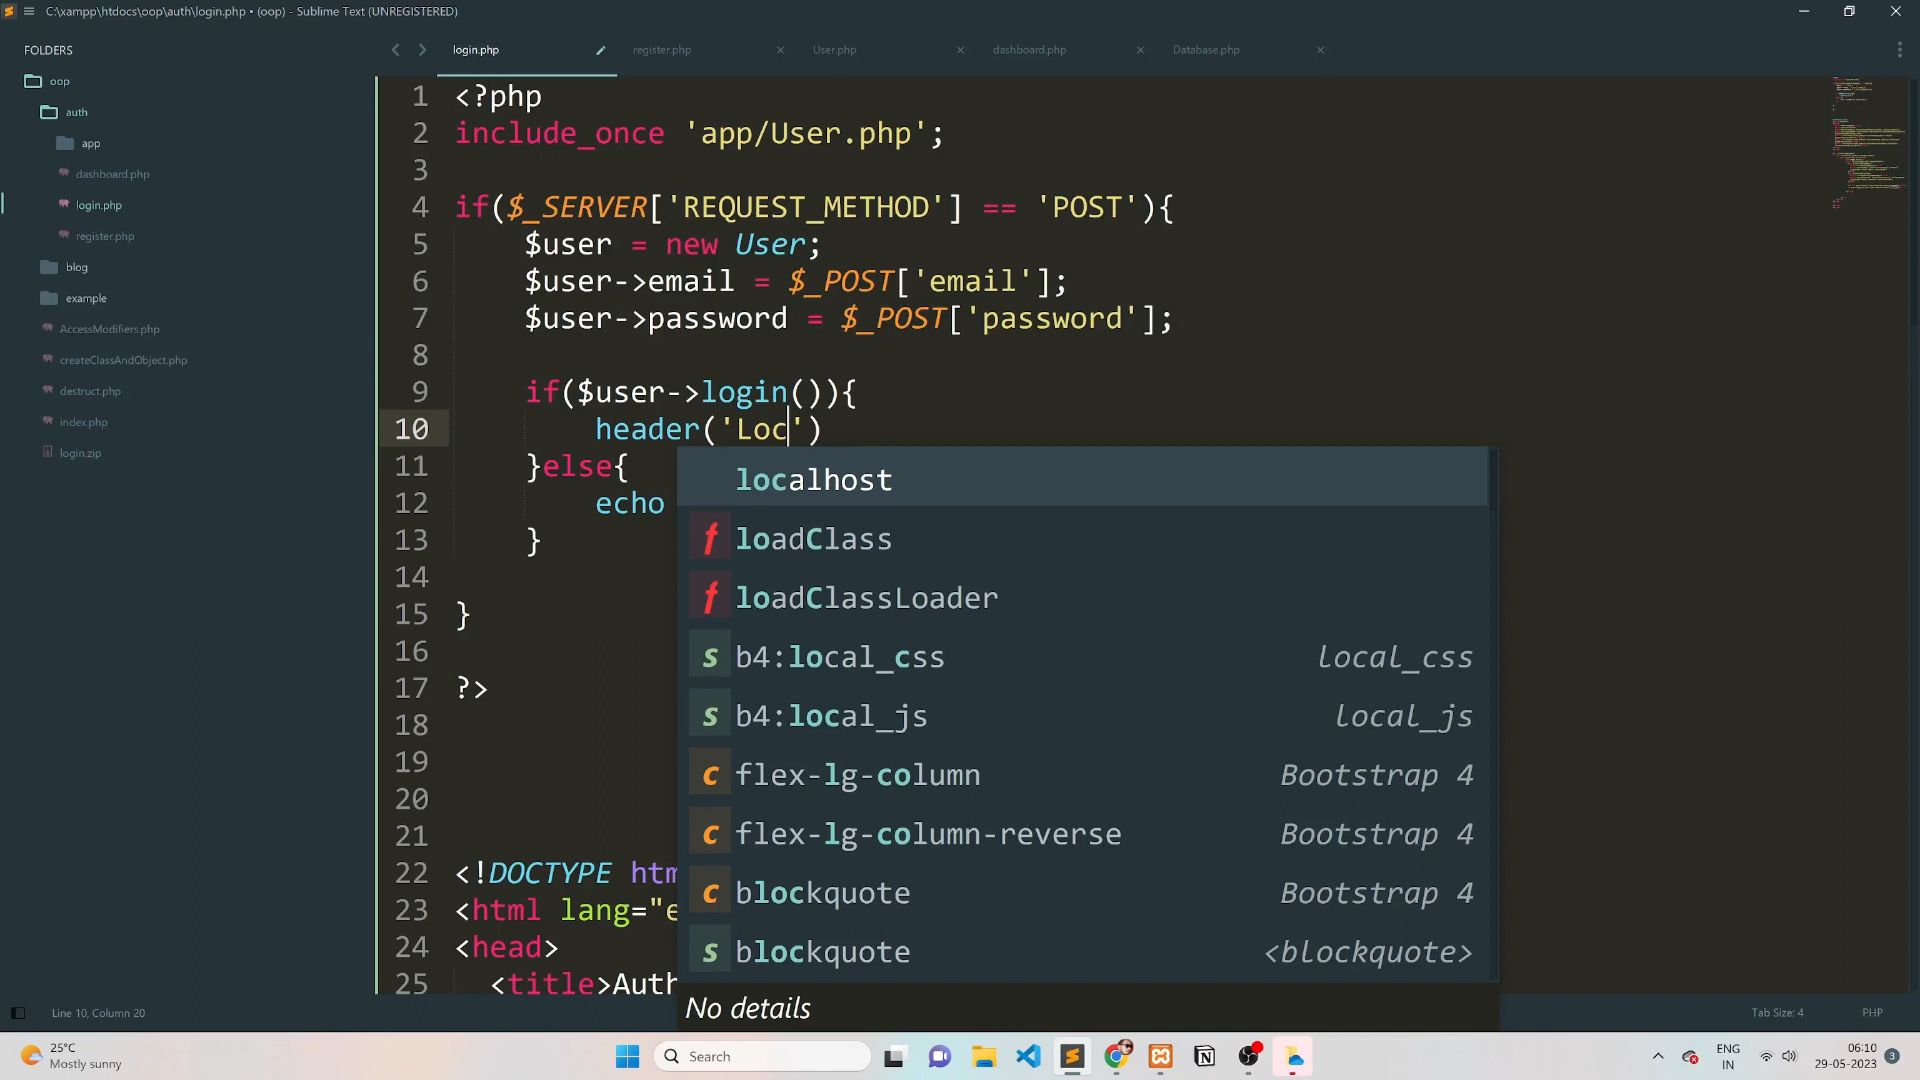 C:\xampp\htdocs\oop\auth\login.php • (oop) - Sublime Text (UNREGISTERED)
FOLDERS
oop
auth
app
dashboard.php
login.php
register.php
blog
example
AccessModifiers.php
createClassAndObject.php
destruct.php
index.php
login.zip
login.php register.php User.php dashboard.php Database.php
1 <?php
2 include_once 'app/User.php';
3
4 if($_SERVER['REQUEST_METHOD'] == 'POST'){
5 $user = new User;
6 $user->email = $_POST['email'];
7 $user->password = $_POST['password'];
8
9 if($user->login()){
10 header('Loc')
11 }else{
12 echo
13 }
14
15 }
16
17 ?>
18
19
20
21
22 <!DOCTYPE htm
23 <html lang="e
24 <head>
25 <title>Auth
localhost
f loadClass
f loadClassLoader
s b4:local_css local_css
s b4:local_js local_js
c flex-lg-column Bootstrap 4
c flex-lg-column-reverse Bootstrap 4
c blockquote Bootstrap 4
s blockquote <blockquote>
No details
Line 10, Column 20 Tab Size: 4 PHP
25°C
Mostly sunny
Search
ENG
IN
06:10
29-05-2023
3